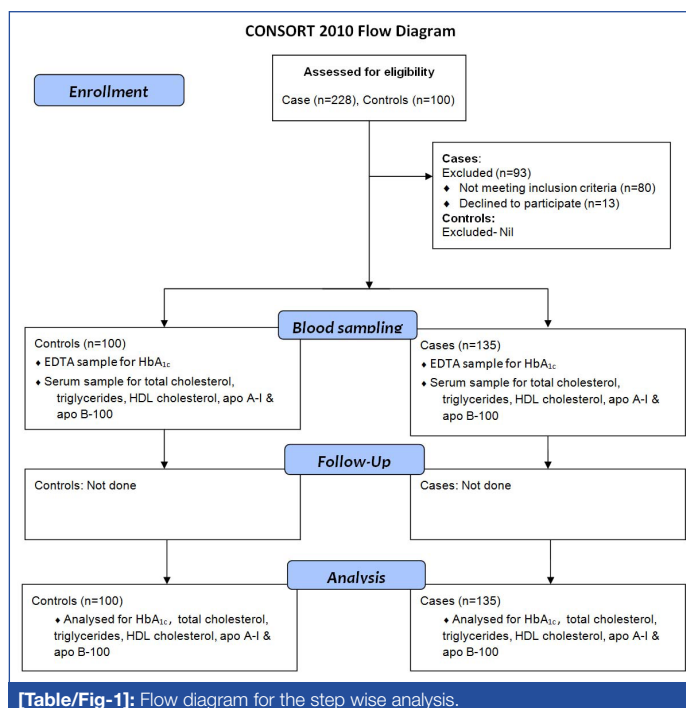 CONSORT 2010 Flow Diagram
Assessed for eligibility
Case (n=228), Controls (n=100)
Enrollment
Cases:
Excluded (n=93)
♦ Not meeting inclusion criteria (n=80)
♦ Declined to participate (n=13)
Controls:
Excluded- Nil
Blood sampling
Controls (n=100)
♦ EDTA sample for HbA1c
♦ Serum sample for total cholesterol,
triglycerides, HDL cholesterol, apo A-I &
apo B-100
Cases (n=135)
♦ EDTA sample for HbA1c
♦ Serum sample for total cholesterol,
triglycerides, HDL cholesterol, apo A-I &
apo B-100
Follow-Up
Controls: Not done
Cases: Not done
Analysis
Controls (n=100)
♦ Analysed for HbA1c, total cholesterol,
triglycerides, HDL cholesterol, apo A-I &
apo B-100
Cases (n=135)
♦ Analysed for HbA1c, total cholesterol,
triglycerides, HDL cholesterol, apo A-I &
apo B-100
[Table/Fig-1]: Flow diagram for the step wise analysis.